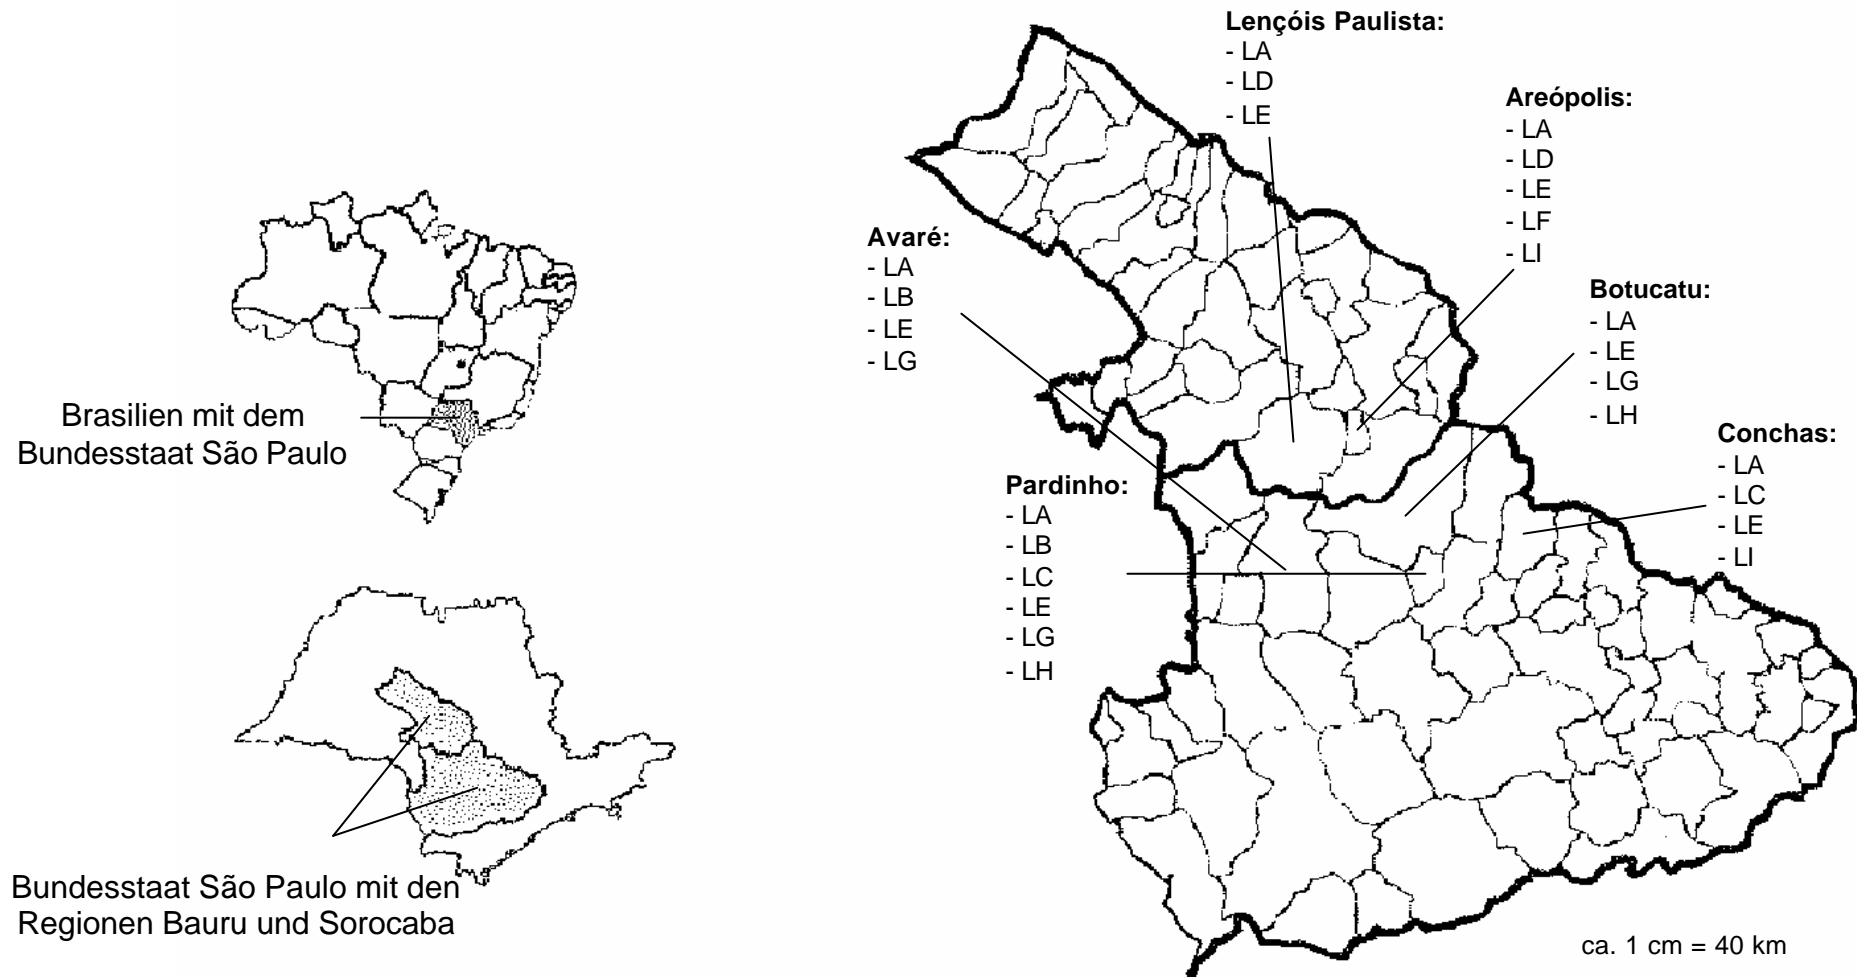 Brasilien mit dem
Bundesstaat São Paulo
Bundesstaat São Paulo mit den
Regionen Bauru und Sorocaba
Lençóis Paulista:
- LA
- LD
- LE
Areópolis:
- LA
- LD
- LE
- LF
- LI
Avaré:
- LA
- LB
- LE
- LG
Botucatu:
- LA
- LE
- LG
- LH
Conchas:
- LA
- LC
- LE
- LI
Pardinho:
- LA
- LB
- LC
- LE
- LG
- LH
ca. 1 cm = 40 km